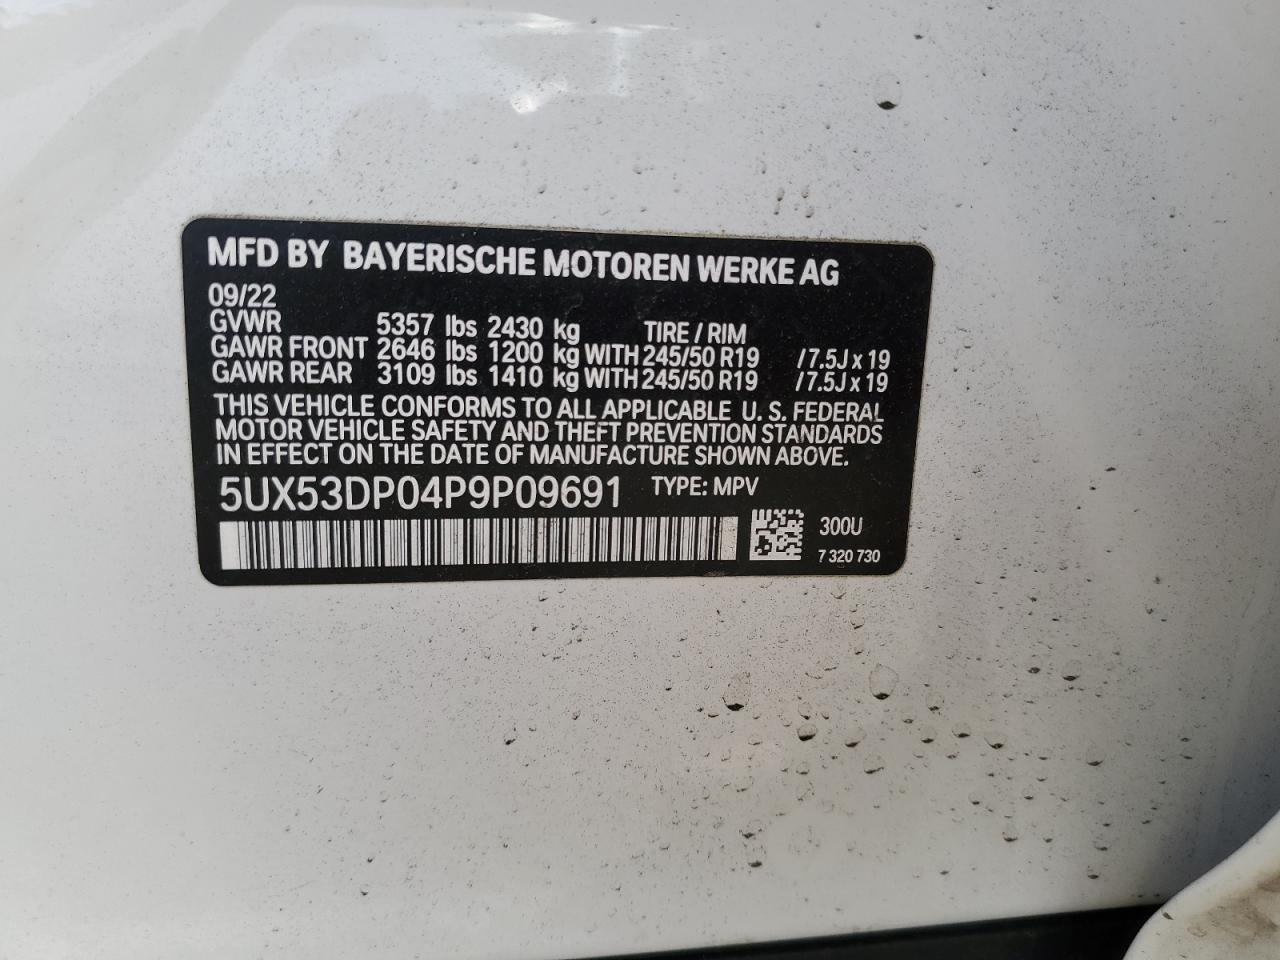 MFD BY BAYERISCHE MOTOREN WERKE AG
09/22
GVWR 5357 lbs 2430 kg TIRE / RIM
GAWR FRONT 2646 lbs 1200 kg WITH 245/50 R19 /7.5J x 19
GAWR REAR 3109 lbs 1410 kg WITH 245/50 R19 /7.5J x 19
THIS VEHICLE CONFORMS TO ALL APPLICABLE U. S. FEDERAL
MOTOR VEHICLE SAFETY AND THEFT PREVENTION STANDARDS
IN EFFECT ON THE DATE OF MANUFACTURE SHOWN ABOVE.
5UX53DP04P9P09691 TYPE: MPV
300U
7 320 730